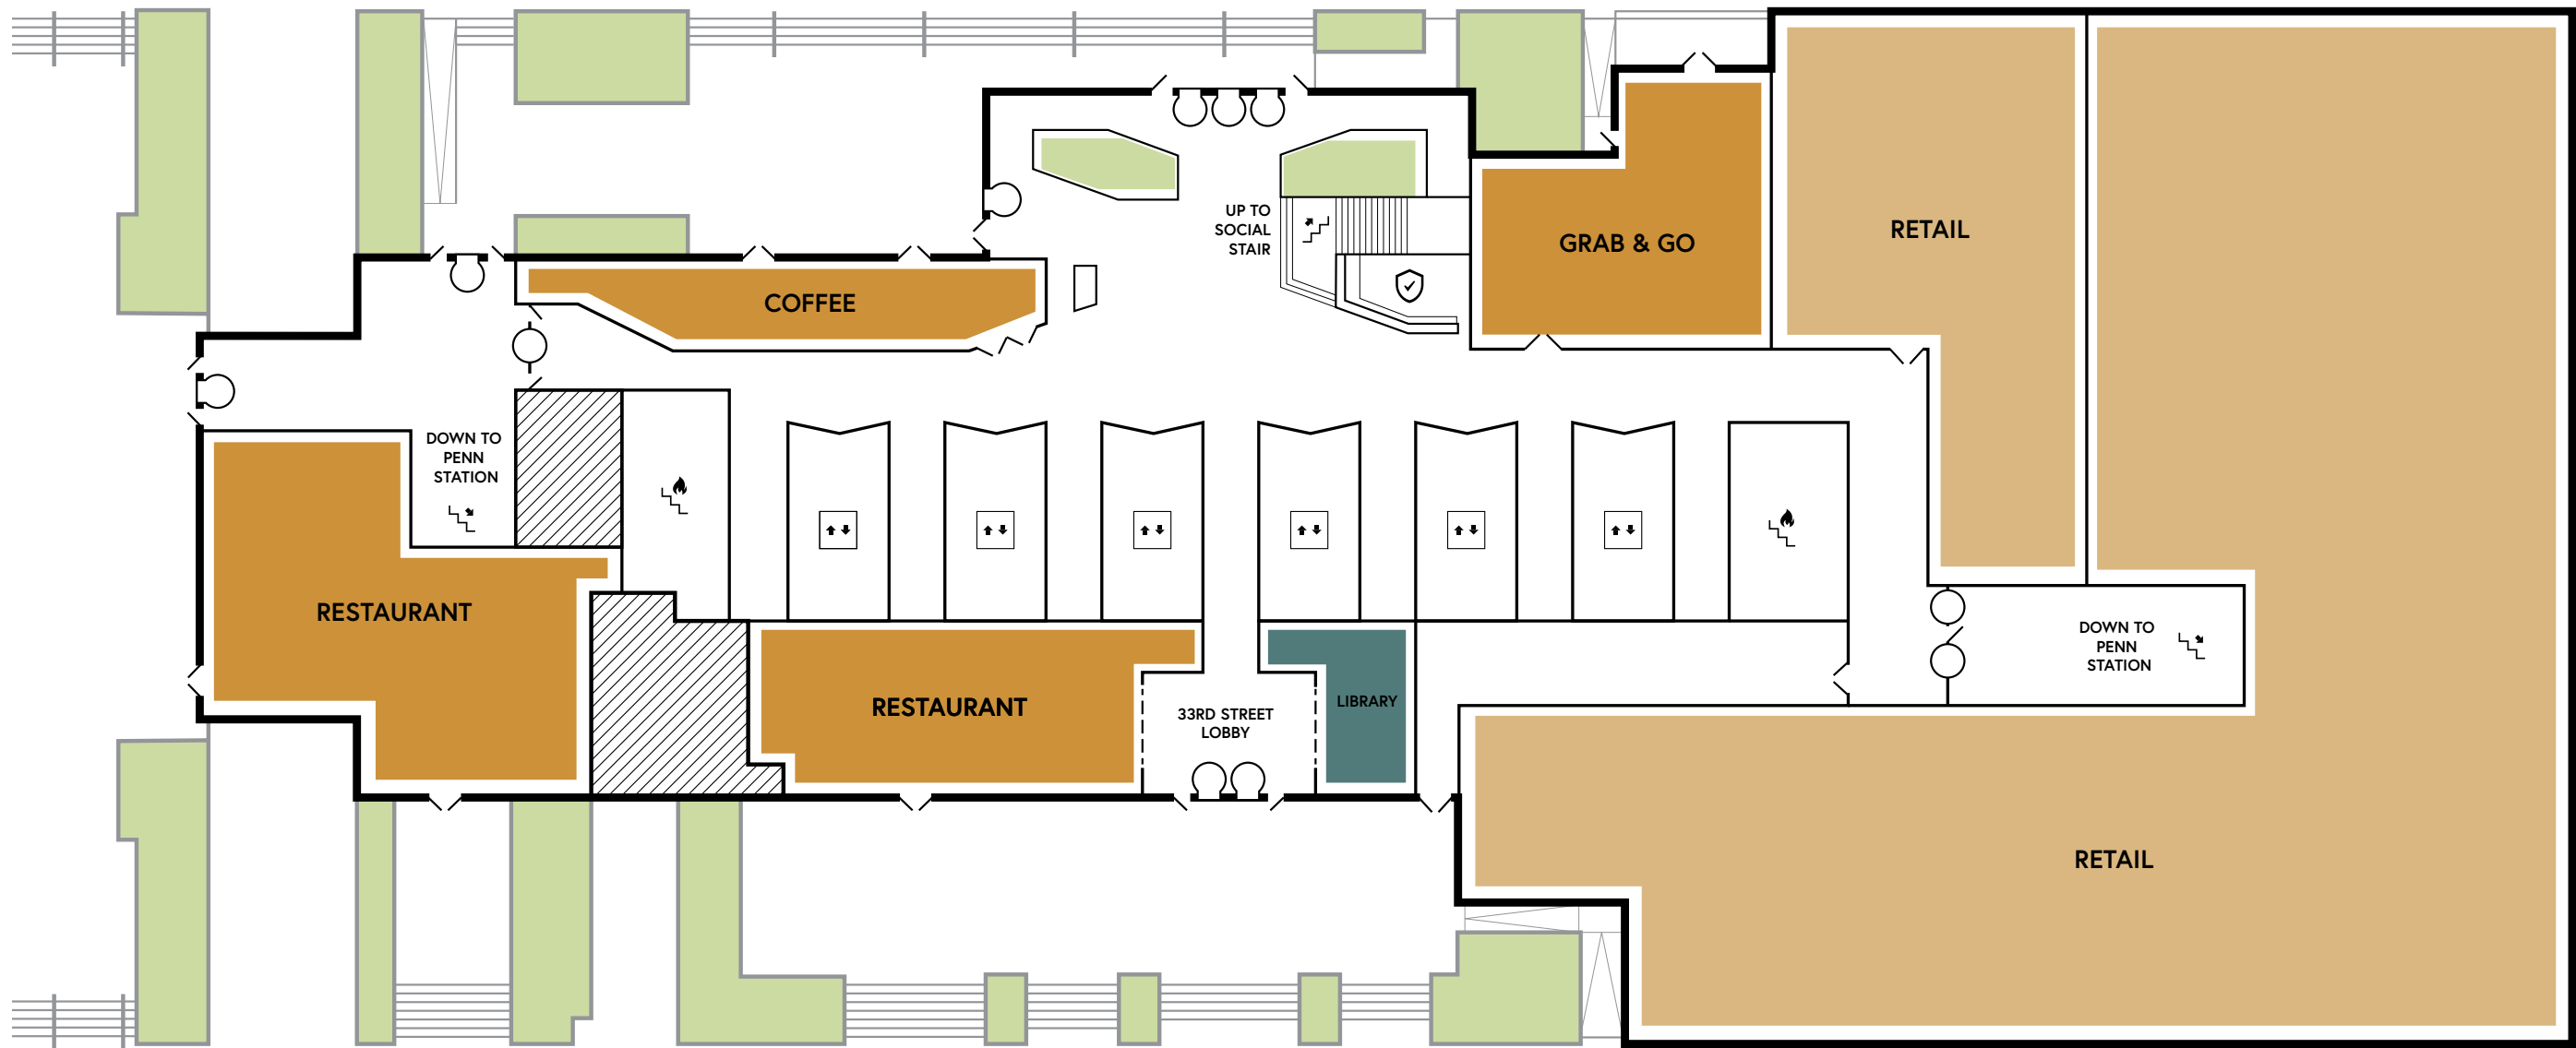 UP TO
SOCIAL
STAIR
GRAB & GO
RETAIL
COFFEE
DOWN TO
PENN
STATION
RESTAURANT
RESTAURANT
33RD STREET
LOBBY
LIBRARY
DOWN TO
PENN
STATION
RETAIL